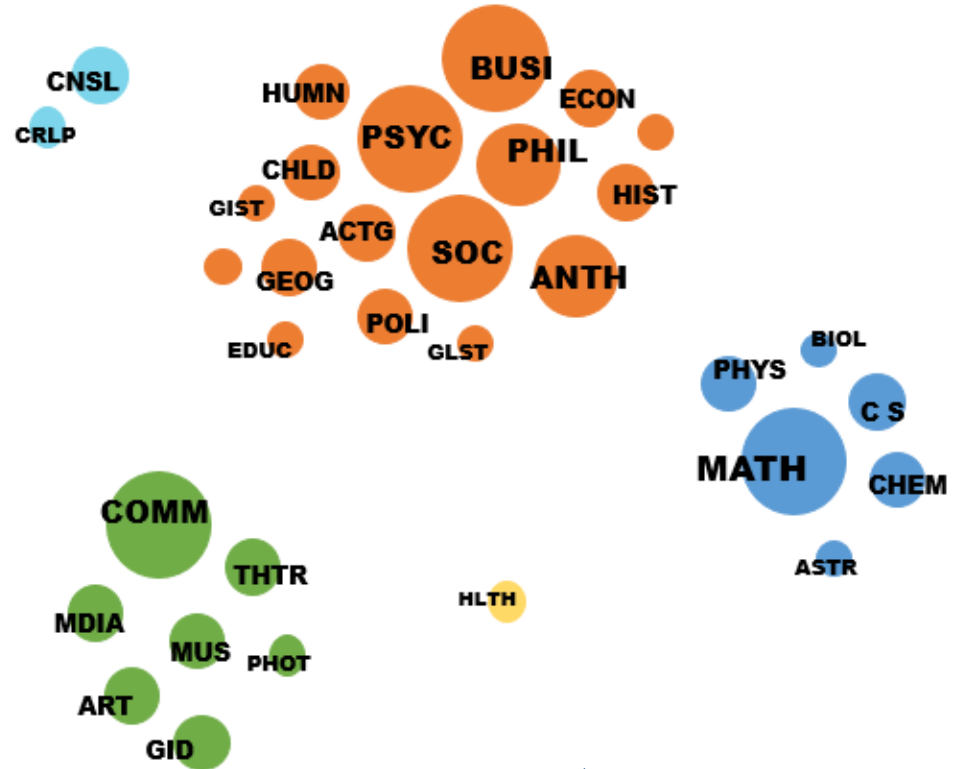 CNSL
CRLP
BUSI
HUMN
ECON
PSYC
PHIL
CHLD
HIST
GIST
ACTG
SOC
GEOG
ANTH
POLI
EDUC
GLST
BIOL
PHYS
C S
MATH
CHEM
ASTR
COMM
THTR
MDIA
MUS
PHOT
ART
GID
HLTH